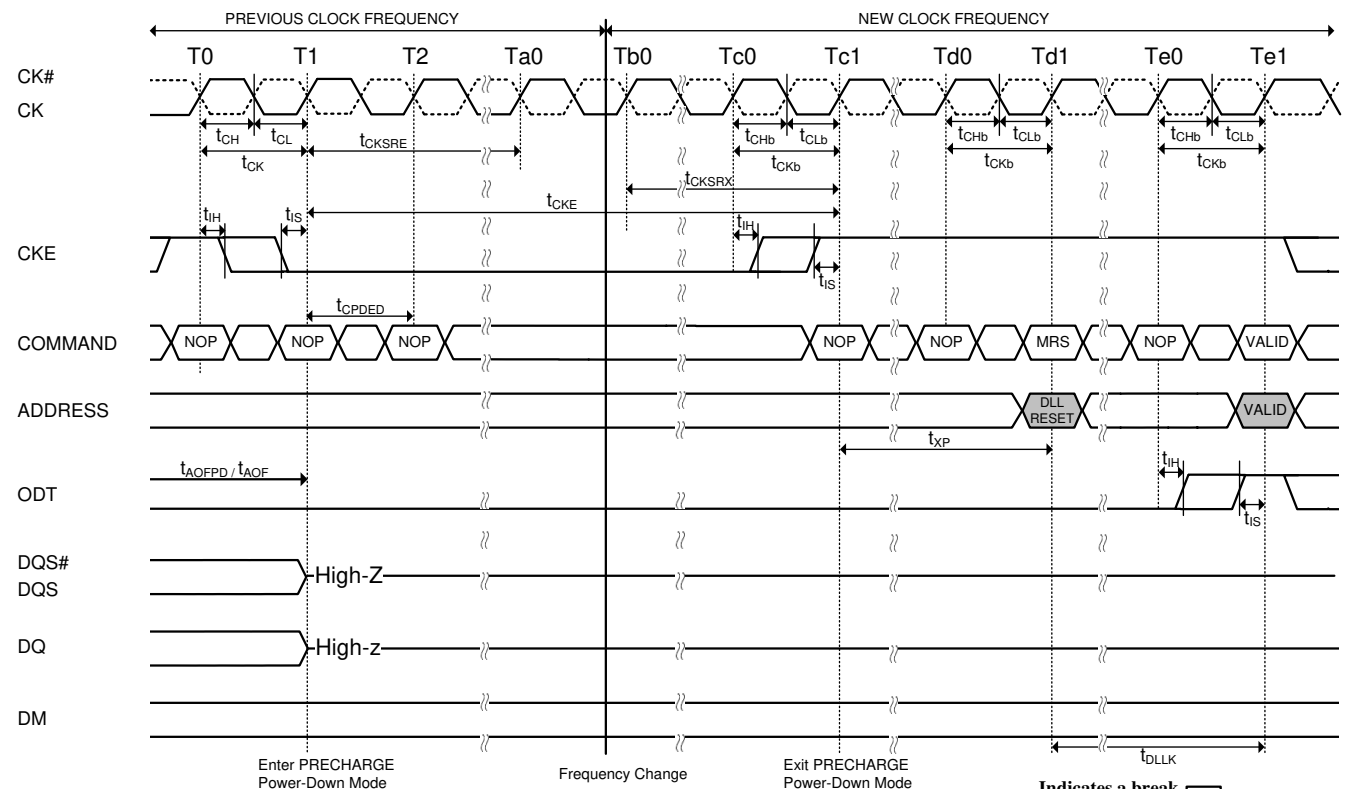 PREVIOUS CLOCK FREQUENCY NEW CLOCK FREQUENCY
T0 T1 T2 Ta0 Tb0 Tc0 Tc1 Td0 Td1 Te0 Te1
CK#
CK
tCH tCL tCKSRE tCHb tCLb tCHb tCLb tCHb tCLb
tCK tCKb tCKb tCKb
tCKSRX
tCKE
tIH tIS tIH
CKE
tIS
tCPDED
COMMAND NOP NOP NOP NOP NOP MRS NOP VALID
ADDRESS DLL RESET VALID
tXP
tAOFPD / tAOF tIH
ODT
tIS
DQS#
High-Z
DQS
DQ High-z
DM
tDLLK
Enter PRECHARGE Power-Down Mode
Frequency Change
Exit PRECHARGE Power-Down Mode
Indicates a break